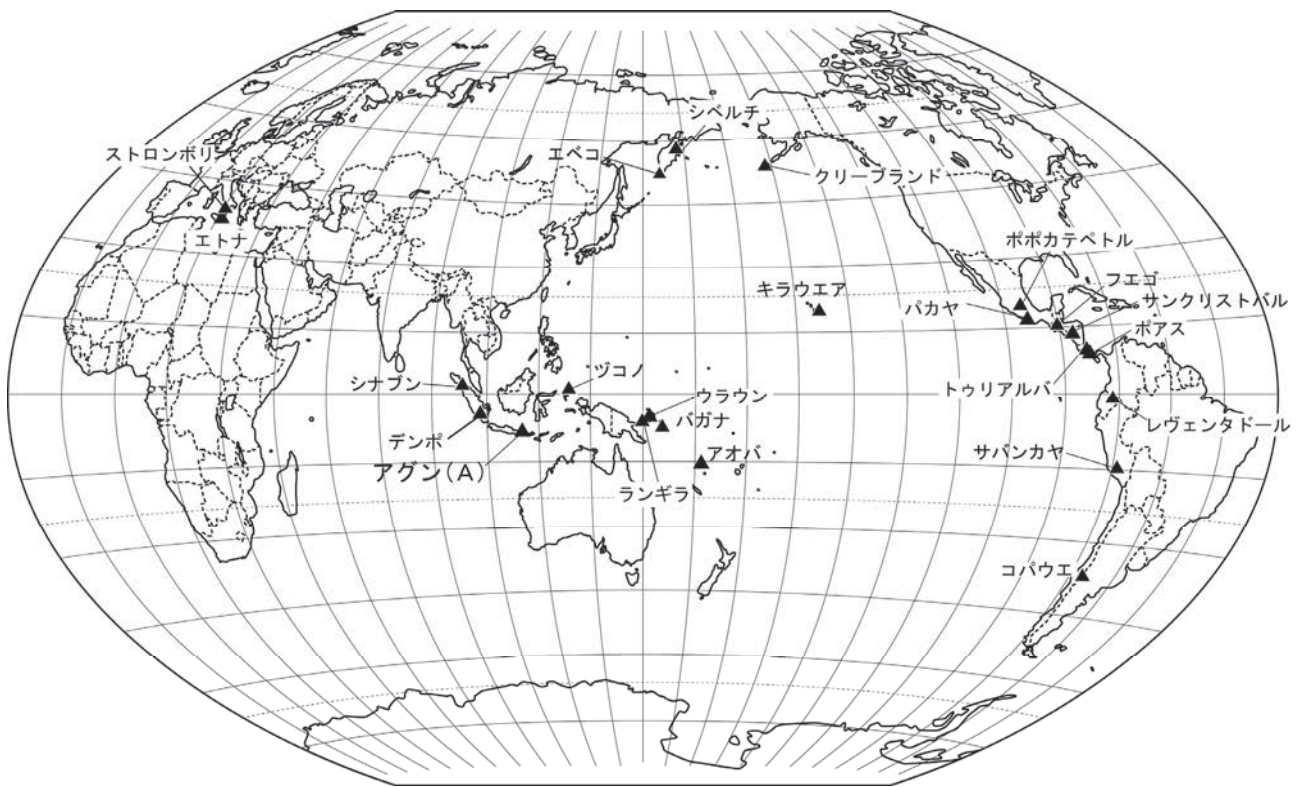 シベルチ
ストロンボリ
エベコ
クリーブランド
エトナ
ポポカテペトル
キラウエア
フエゴ
パカヤ
サンクリストバル
ポアス
シナブン
ヅコノ
トゥリアルバ
ウラウン
バガナ
レヴェンタドール
デンポ
アオバ
サバンカヤ
アグン(A)
ランギラ
コパウエ